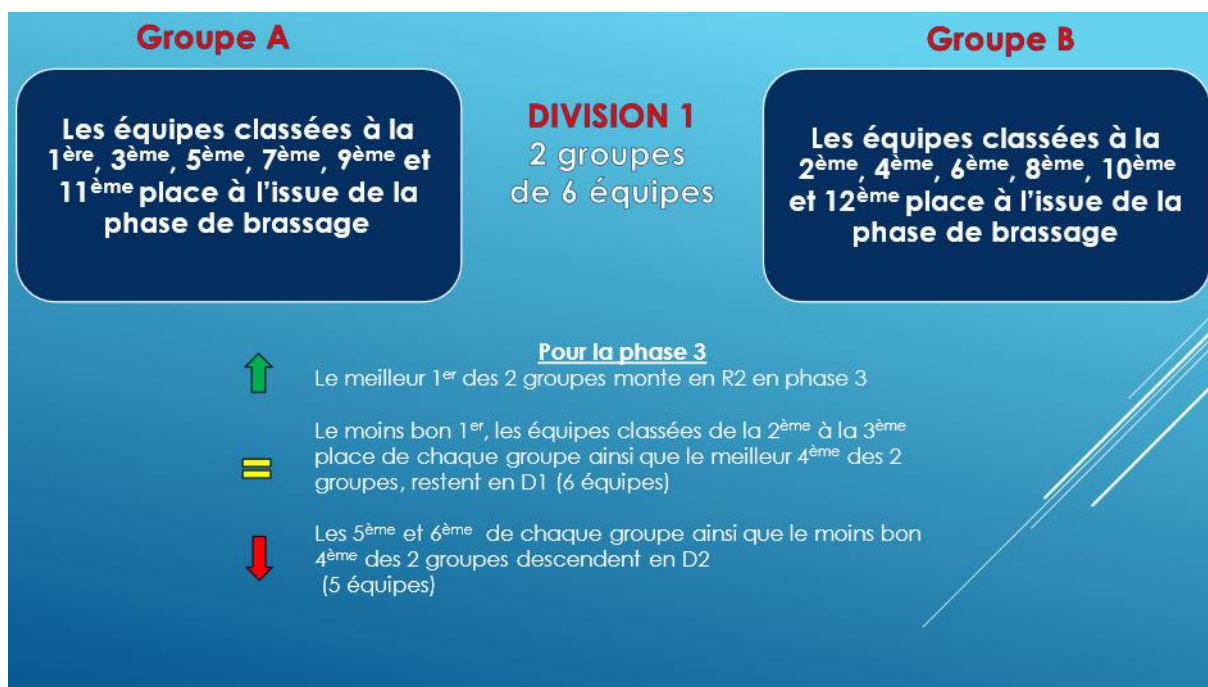 Groupe A
Les équipes classées à la
1ère, 3ème, 5ème, 7ème, 9ème et
11ème place à l'issue de la
phase de brassage
DIVISION 1
2 groupes
de 6 équipes
Groupe B
Les équipes classées à la
2ème, 4ème, 6ème, 8ème, 10ème
et 12ème place à l'issue de la
phase de brassage
Pour la phase 3
Le meilleur 1er des 2 groupes monte en R2 en phase 3
Le moins bon 1er, les équipes classées de la 2ème à la 3ème
place de chaque groupe ainsi que le meilleur 4ème des 2
groupes, restent en D1 (6 équipes)
Les 5ème et 6ème de chaque groupe ainsi que le moins bon
4ème des 2 groupes descendent en D2
(5 équipes)